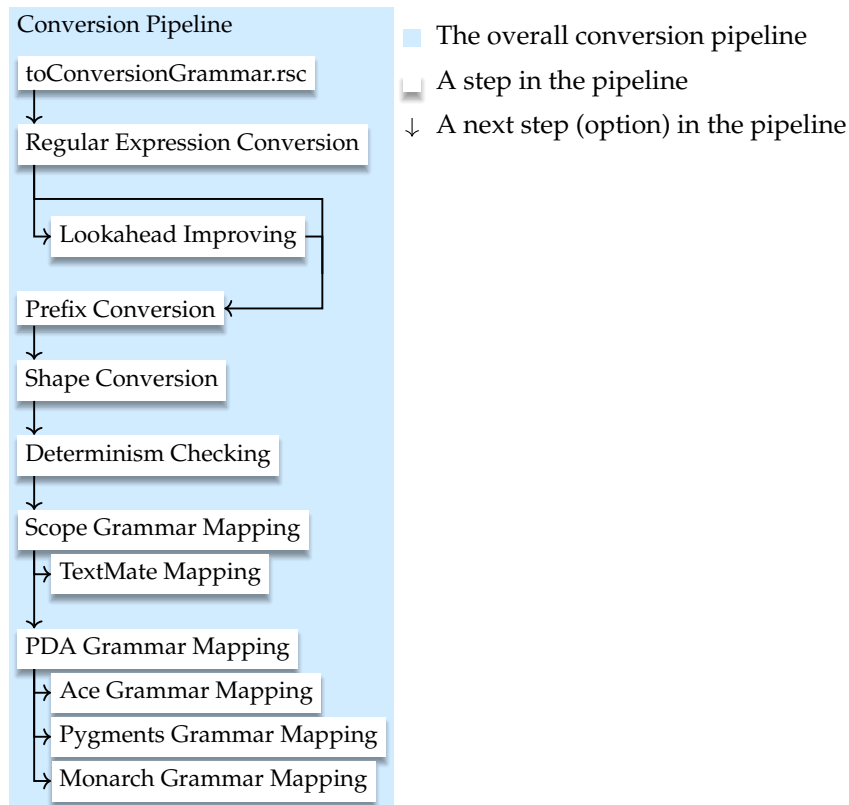 Conversion Pipeline
toConversionGrammar.rsc
Regular Expression Conversion
Lookahead Improving
Prefix Conversion
Shape Conversion
Determinism Checking
Scope Grammar Mapping
TextMate Mapping
PDA Grammar Mapping
Ace Grammar Mapping
Pygments Grammar Mapping
Monarch Grammar Mapping
The overall conversion pipeline
A step in the pipeline
↓ A next step (option) in the pipeline